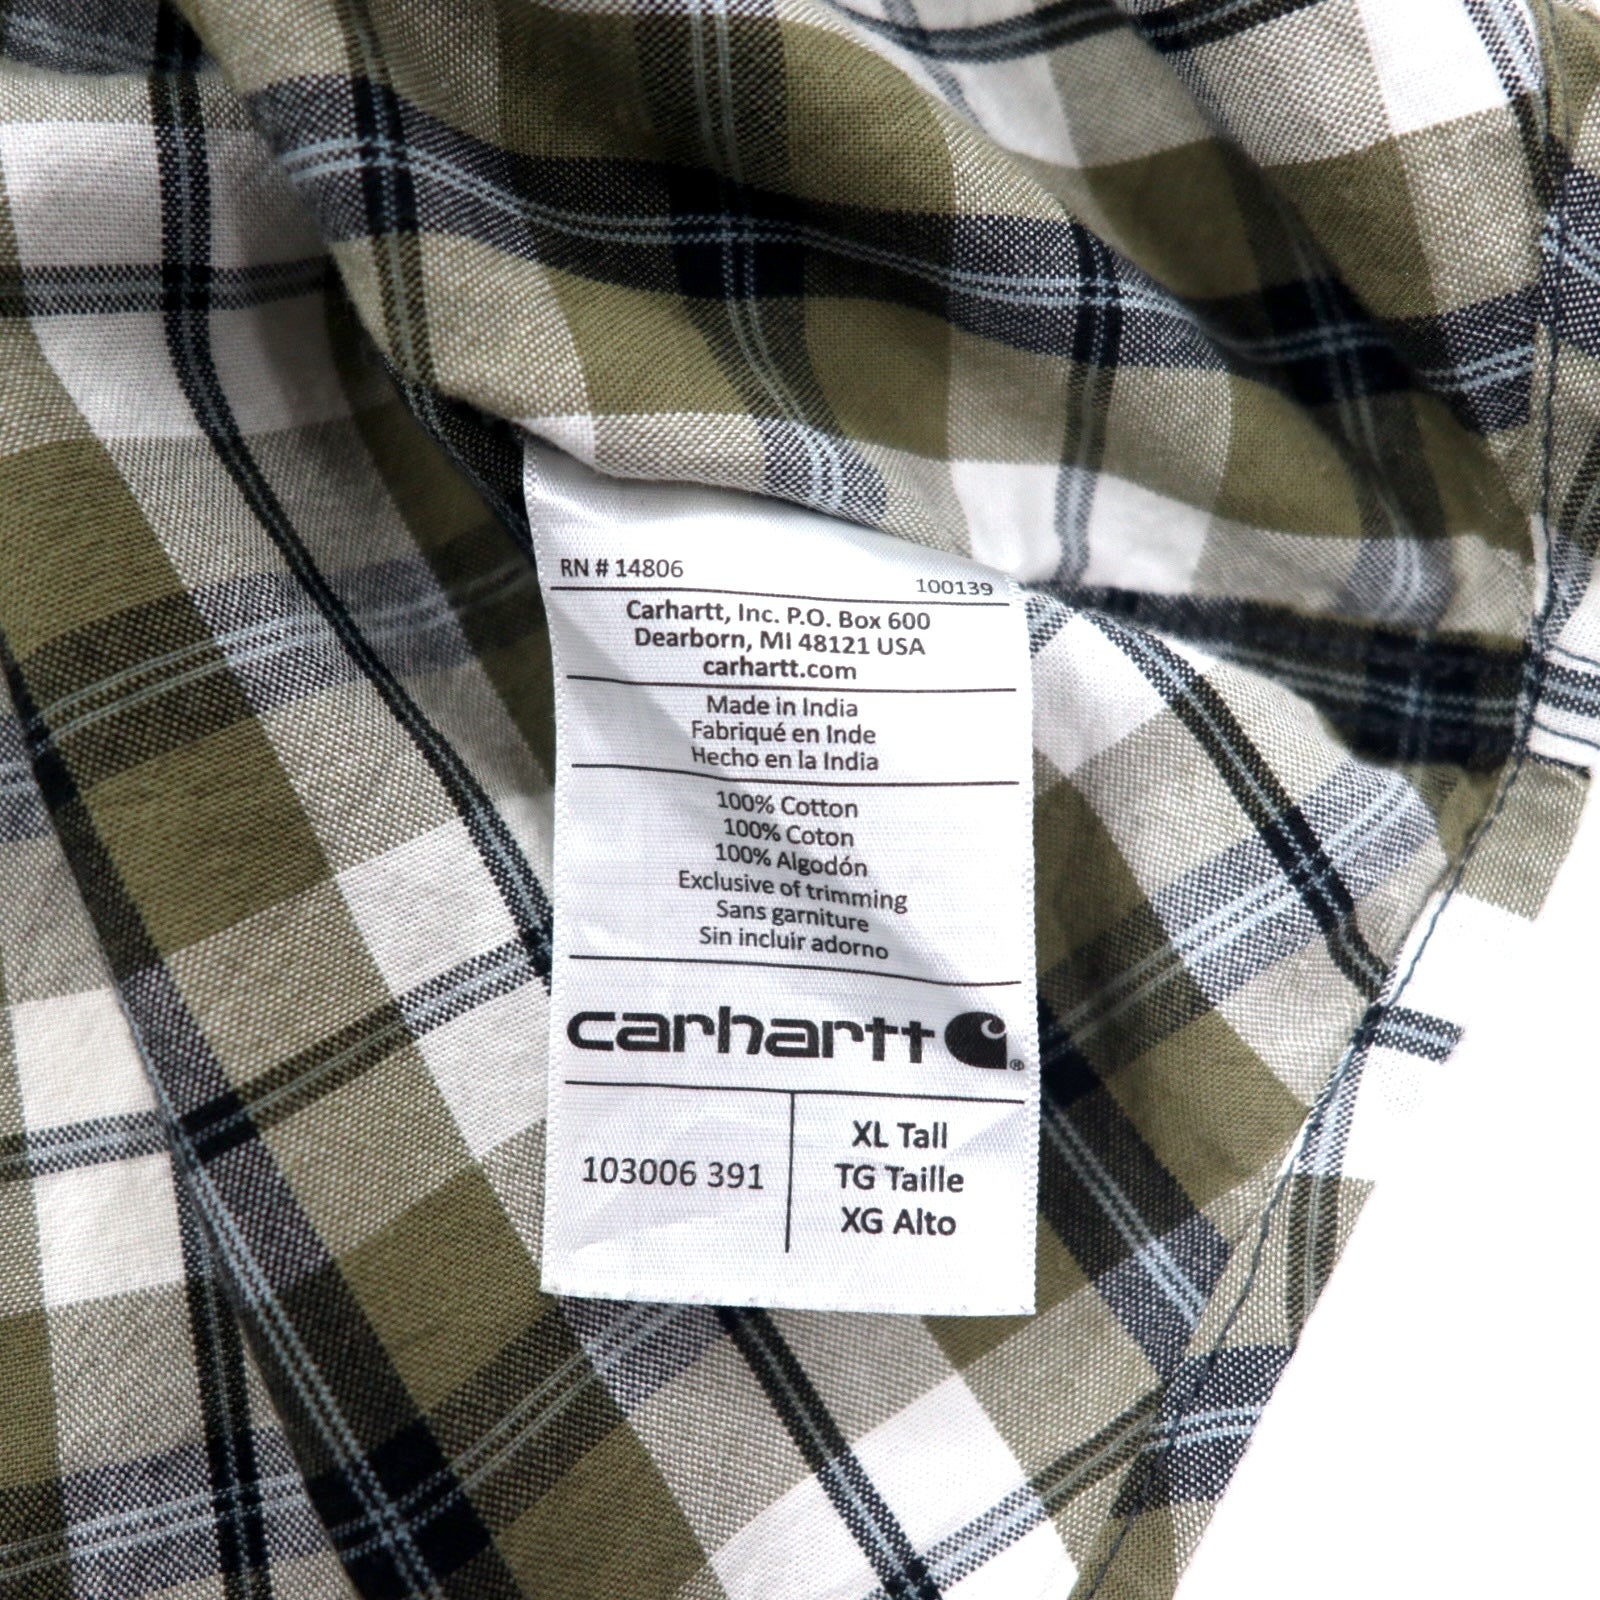 RN # 14806
100139
Carhartt, Inc. P.O. Box 600
Dearborn, MI 48121 USA
carhartt.com
Made in India
Fabriqué en Inde
Hecho en la India
100% Cotton
100% Coton
100% Algodón
Exclusive of trimming
Sans garniture
Sin incluir adorno
carhartt ®
103006 391
XL Tall
TG Taille
XG Alto